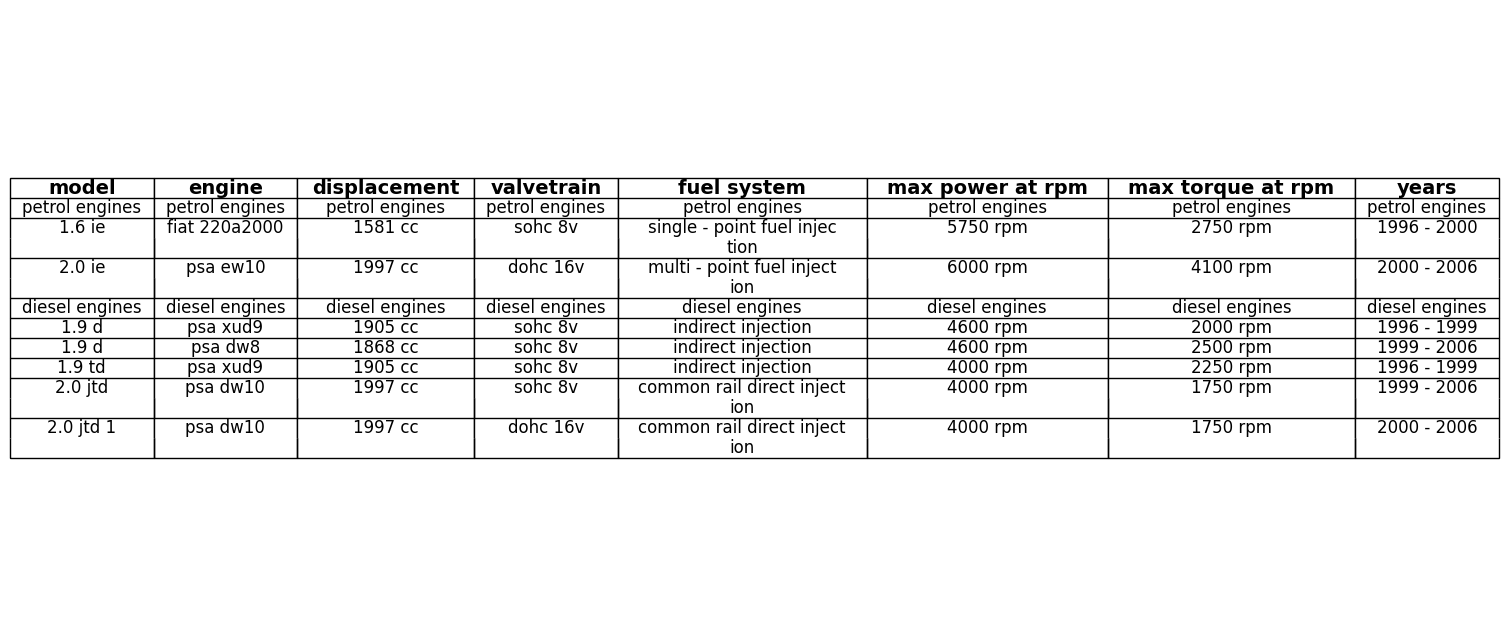 model engine displacement valvetrain fuel system max power at rpm max torque at rpm years
petrol engines petrol engines petrol engines petrol engines petrol engines petrol engines petrol engines petrol engines
1.6 ie fiat 220a2000 1581 cc sohc 8v single - point fuel injec 5750 rpm 2750 rpm 1996 - 2000
tion
2.0 ie psa ew10 1997 cc dohc 16v multi - point fuel inject 6000 rpm 4100 rpm 2000 - 2006
ion
diesel engines diesel engines diesel engines diesel engines diesel engines diesel engines diesel engines diesel engines
1.9 d psa xud9 1905 cc sohc 8v indirect injection 4600 rpm 2000 rpm 1996 - 1999
1.9 d psa dw8 1868 cc sohc 8v indirect injection 4600 rpm 2500 rpm 1999 - 2006
1.9 td psa xud9 1905 cc sohc 8v indirect injection 4000 rpm 2250 rpm 1996 - 1999
2.0 jtd psa dw10 1997 cc sohc 8v common rail direct inject 4000 rpm 1750 rpm 1999 - 2006
ion
2.0 jtd 1 psa dw10 1997 cc dohc 16v common rail direct inject 4000 rpm 1750 rpm 2000 - 2006
ion